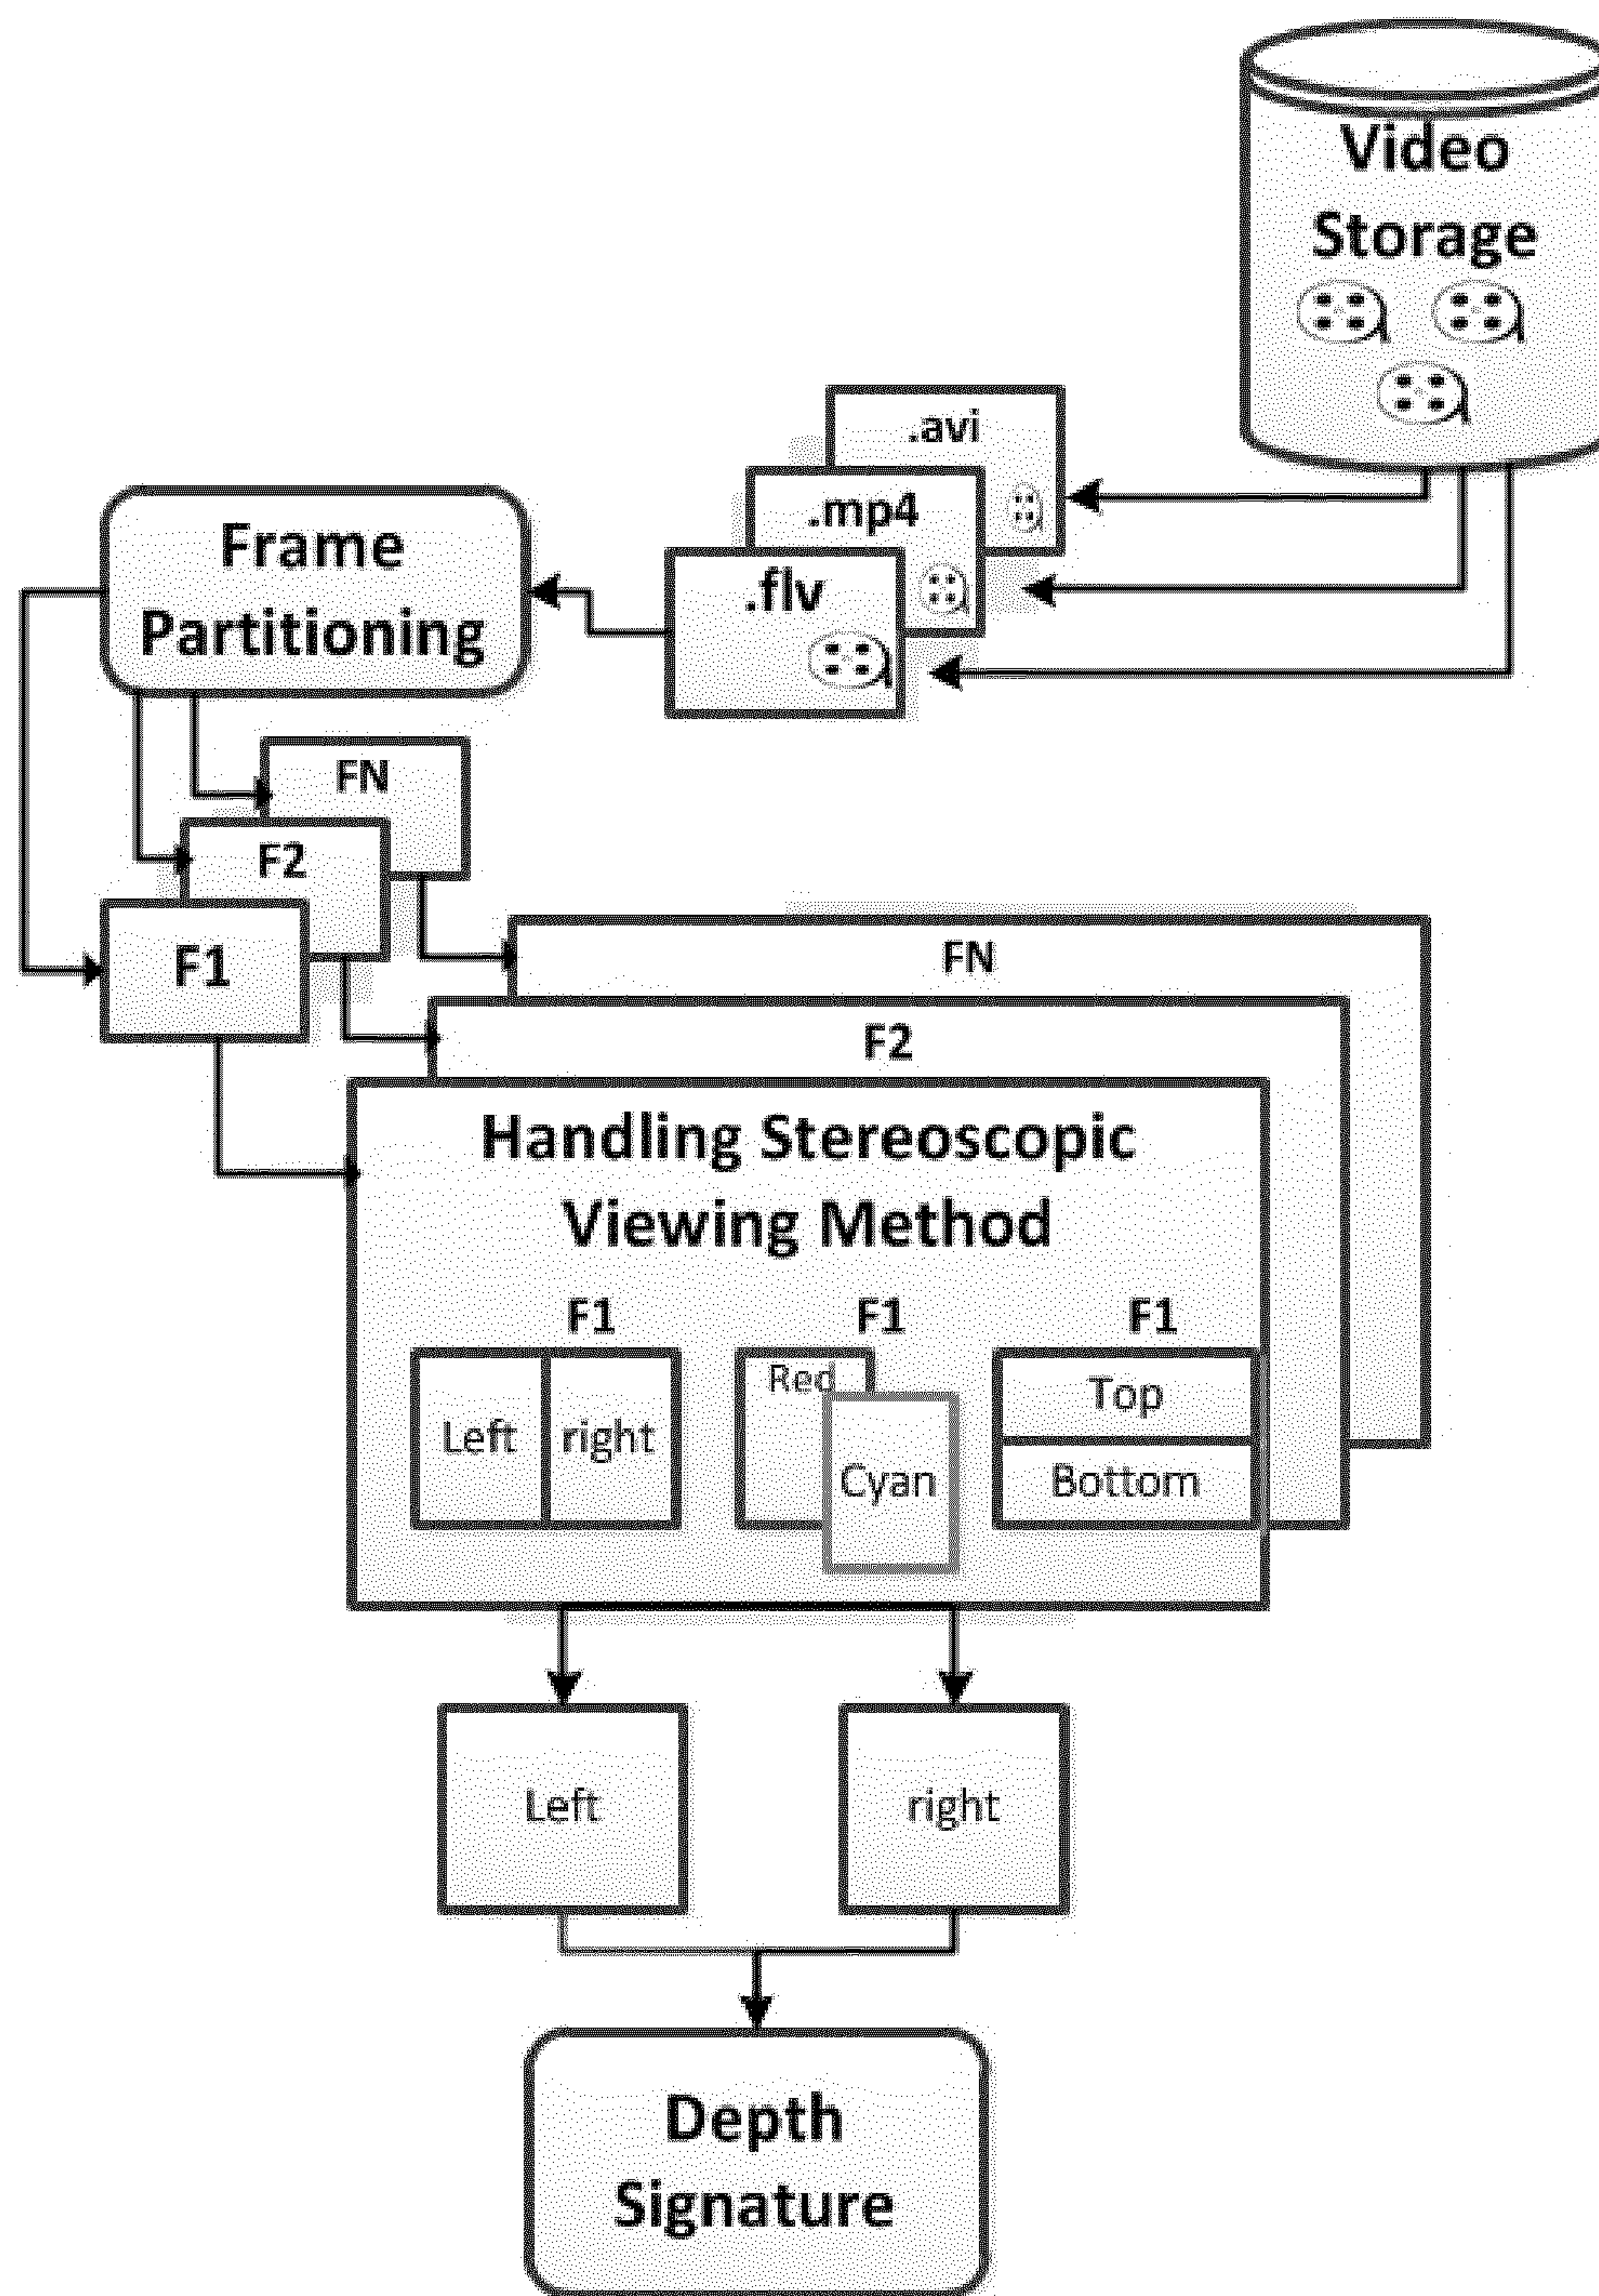 Video
Storage
.avi
.mp4
.flv
Frame
Partitioning
FN
F2
F1
FN
F2
Handling Stereoscopic
Viewing Method
F1 F1 F1
Left right Red Cyan Top
Bottom
Left right
Depth
Signature